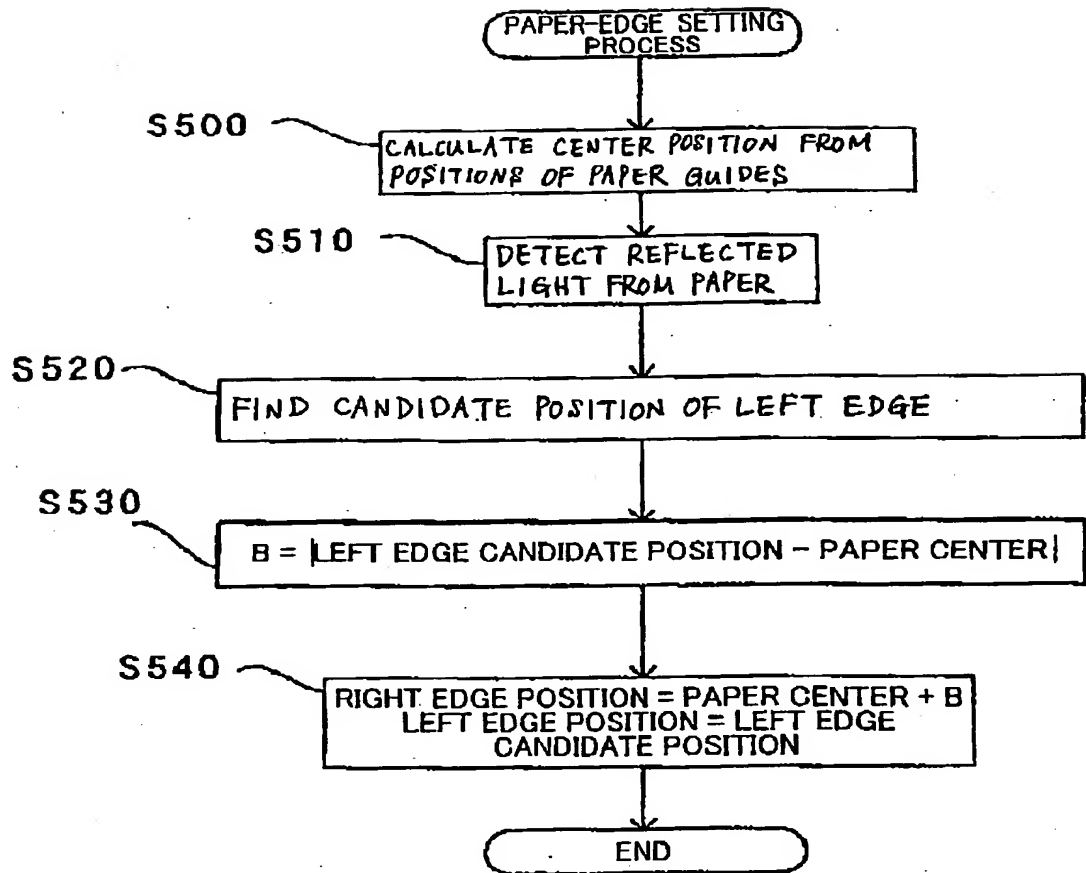 PAPER-EDGE SETTING
PROCESS
S500
CALCULATE CENTER POSITION FROM
POSITIONS OF PAPER GUIDES
S510
DETECT REFLECTED
LIGHT FROM PAPER
S520
FIND CANDIDATE POSITION OF LEFT EDGE
S530
B = |LEFT EDGE CANDIDATE POSITION – PAPER CENTER|
S540
RIGHT EDGE POSITION = PAPER CENTER + B
LEFT EDGE POSITION = LEFT EDGE
CANDIDATE POSITION
END